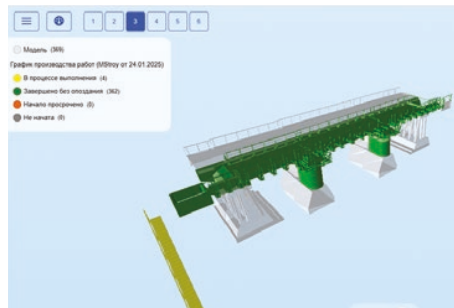 1 2 3 4 5 6
Модель (369)
График производства работ (MStroy от 24.01.2025)
В процессе выполнения (4)
Завершено без опоздания (362)
Начало просрочено (0)
Не начата (0)